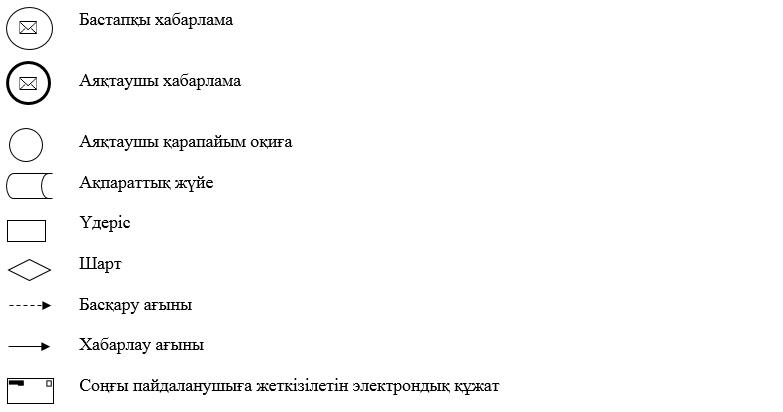 Бастапқы хабарлама
Аяқтаушы хабарлама
Аяқтаушы қарапайым оқиға
Ақпараттық жүйе
Үдеріс
Шарт
Басқару ағыны
Хабарлау ағыны
Соңғы пайдаланушыға жеткізілетін электрондық құжат